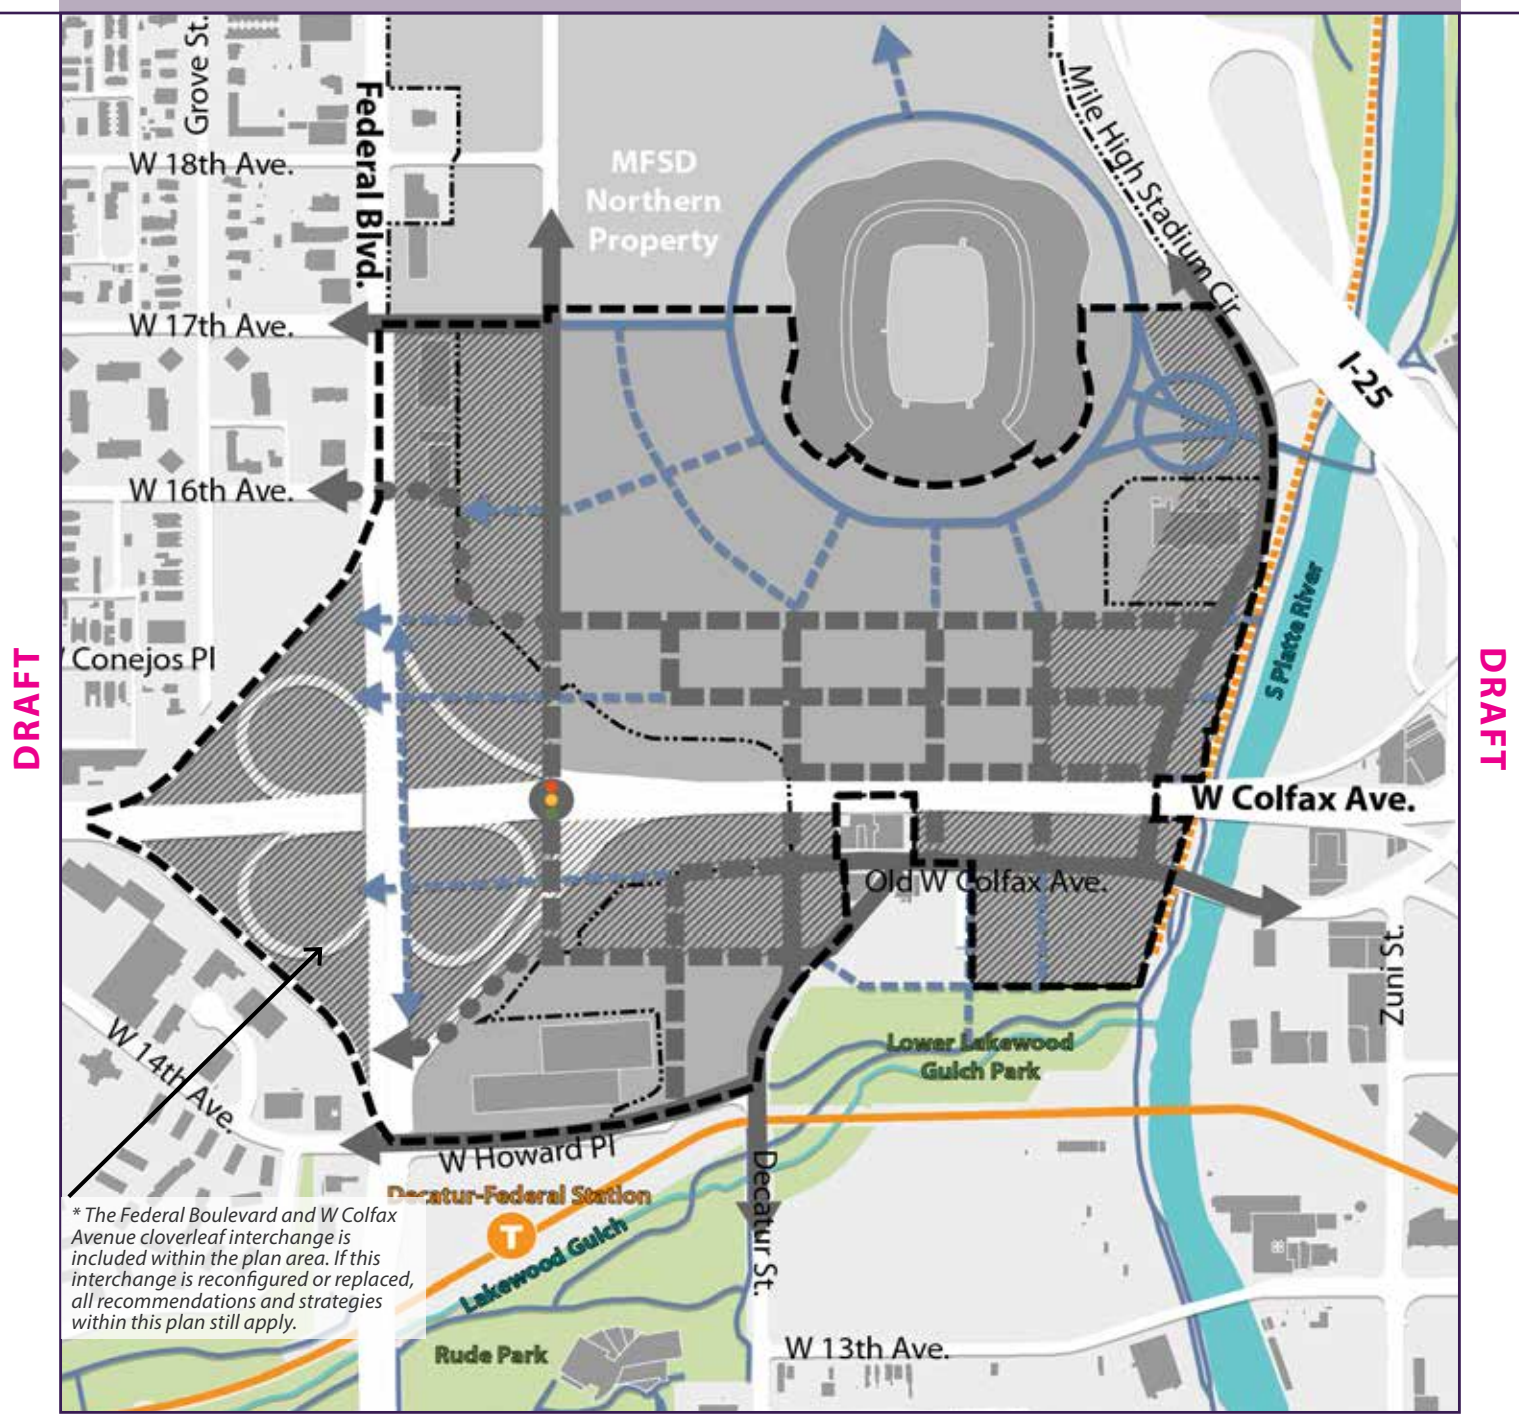 Grove St.
Federal Blvd.
W 18th Ave.
MFSD
Northern
Property
Mile High Stadium Cir
W 17th Ave.
I-25
W 16th Ave.
S Platte River
Conejos Pl
DRAFT
DRAFT
W Colfax Ave.
Old W Colfax Ave.
Zuni St.
W 14th Ave.
Lower Lakewood
Gulch Park
W Howard Pl
Decatur-Federal Station
T
Lakewood Gulch
Decatur St.
* The Federal Boulevard and W Colfax
Avenue cloverleaf interchange is
included within the plan area. If this
interchange is reconfigured or replaced,
all recommendations and strategies
within this plan still apply.
Rude Park
W 13th Ave.